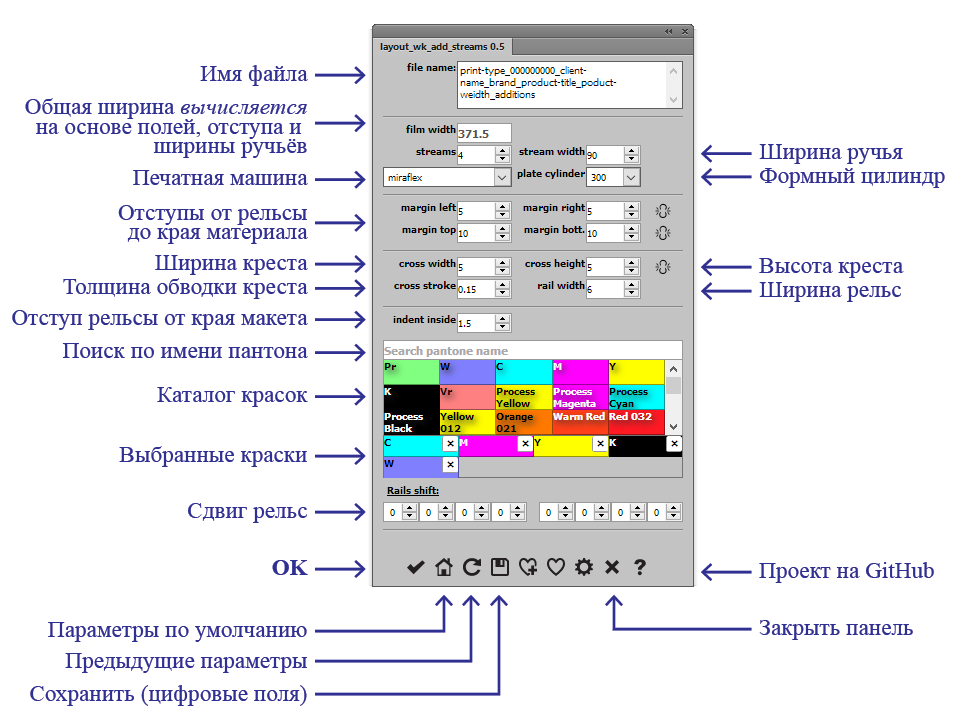 layout_wk_add_streams 0.5
Имя файла
file name:
print-type_000000000_client-
name_brand_product-title_poduct-
weidth_additions
Общая ширина вычисляется
на основе полей, отступа и
ширины ручьёв
film width 371.5
streams 4 stream width 90
Ширина ручья
Печатная машина
miraflex plate cylinder 300
Формный цилиндр
Отступы от рельсы
до края материала
margin left 5 margin right 5
margin top 10 margin bott. 10
Ширина креста
cross width 5 cross height 5
Высота креста
Толщина обводки креста
cross stroke 0.15 rail width 6
Ширина рельс
Отступ рельсы от края макета
indent inside 1.5
Поиск по имени пантона
Search pantone name
Каталог красок
Pr W C M Y
K Vr Process Process Process
Yellow Magenta Cyan
Process Yellow Orange Warm Red Red 032
Black 012 021
Выбранные краски
C × M × Y × K ×
W ×
Rails shift:
Сдвиг рельс
0 0 0 0 0 0 0 0
OK
?
Проект на GitHub
Параметры по умолчанию
Закрыть панель
Предыдущие параметры
Сохранить (цифровые поля)